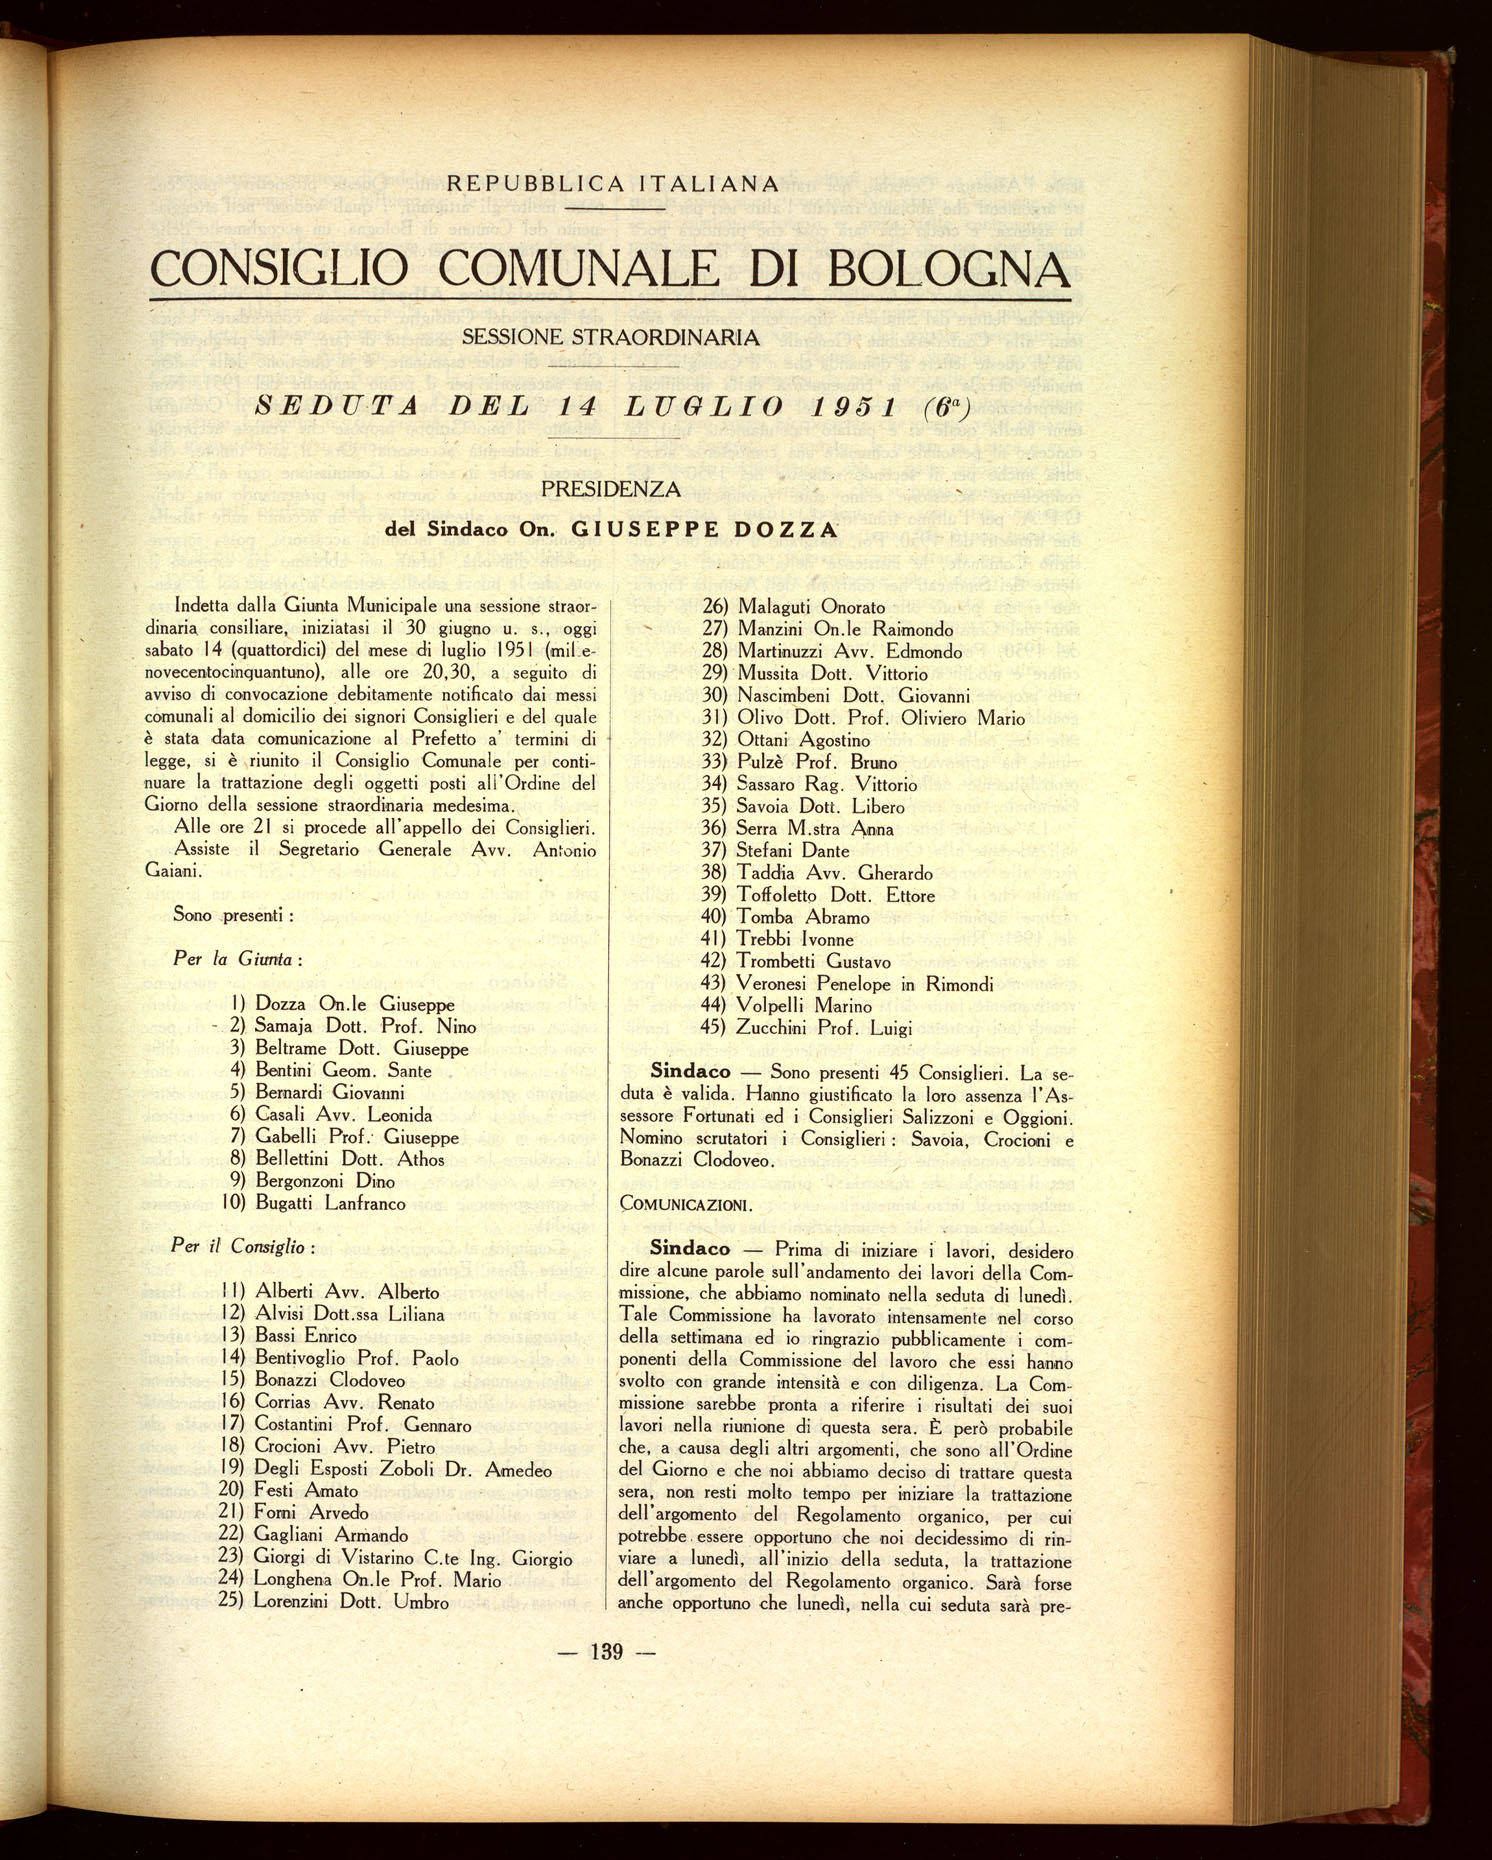 REPUBBLICA ITALIANA
CONSIGLIO COMUNALE DI BOLOGNA
SESSIONE STRAORDINARIA
SEDUTA DEL 14 LUGLIO 1951 (6ª)
PRESIDENZA
del Sindaco On. GIUSEPPE DOZZA
Indetta dalla Giunta Municipale una sessione straor-
dinaria consiliare, iniziatasi il 30 giugno u. s., oggi
sabato 14 (quattordici) del mese di luglio 1951 (mil e-
novecentocinquantuno), alle ore 20,30, a seguito di
avviso di convocazione debitamente notificato dai messi
comunali al domicilio dei signori Consiglieri e del quale
è stata data comunicazione al Prefetto a' termini di
legge, si è riunito il Consiglio Comunale per conti-
nuare la trattazione degli oggetti posti all'Ordine del
Giorno della sessione straordinaria medesima.
Alle ore 21 si procede all'appello dei Consiglieri.
Assiste il Segretario Generale Avv. Antonio
Gaiani.
Sono presenti :
Per la Giunta :
1) Dozza On.le Giuseppe
2) Samaja Dott. Prof. Nino
3) Beltrame Dott. Giuseppe
4) Bentini Geom. Sante
5) Bernardi Giovanni
6) Casali Avv. Leonida
7) Gabelli Prof. Giuseppe
8) Bellettini Dott. Athos
9) Bergonzoni Dino
10) Bugatti Lanfranco
Per il Consiglio :
11) Alberti Avv. Alberto
12) Alvisi Dott.ssa Liliana
13) Bassi Enrico
14) Bentivoglio Prof. Paolo
15) Bonazzi Clodoveo
16) Corrias Avv. Renato
17) Costantini Prof. Gennaro
18) Crocioni Avv. Pietro
19) Degli Esposti Zoboli Dr. Amedeo
20) Festi Amato
21) Forni Arvedo
22) Gagliani Armando
23) Giorgi di Vistarino C.te Ing. Giorgio
24) Longhena On.le Prof. Mario
25) Lorenzini Dott. Umbro
26) Malaguti Onorato
27) Manzini On.le Raimondo
28) Martinuzzi Avv. Edmondo
29) Mussita Dott. Vittorio
30) Nascimbeni Dott. Giovanni
31) Olivo Dott. Prof. Oliviero Mario
32) Ottani Agostino
33) Pulzè Prof. Bruno
34) Sassaro Rag. Vittorio
35) Savoia Dott. Libero
36) Serra M.stra Anna
37) Stefani Dante
38) Taddia Avv. Gherardo
39) Toffoletto Dott. Ettore
40) Tomba Abramo
41) Trebbi Ivonne
42) Trombetti Gustavo
43) Veronesi Penelope in Rimondi
44) Volpelli Marino
45) Zucchini Prof. Luigi
Sindaco — Sono presenti 45 Consiglieri. La se-
duta è valida. Hanno giustificato la loro assenza l'As-
sessore Fortunati ed i Consiglieri Salizzoni e Oggioni.
Nomino scrutatori i Consiglieri : Savoia, Crocioni e
Bonazzi Clodoveo.
COMUNICAZIONI.
Sindaco — Prima di iniziare i lavori, desidero
dire alcune parole sull'andamento dei lavori della Com-
missione, che abbiamo nominato nella seduta di lunedì.
Tale Commissione ha lavorato intensamente nel corso
della settimana ed io ringrazio pubblicamente i com-
ponenti della Commissione del lavoro che essi hanno
svolto con grande intensità e con diligenza. La Com-
missione sarebbe pronta a riferire i risultati dei suoi
lavori nella riunione di questa sera. È però probabile
che, a causa degli altri argomenti, che sono all'Ordine
del Giorno e che noi abbiamo deciso di trattare questa
sera, non resti molto tempo per iniziare la trattazione
dell'argomento del Regolamento organico, per cui
potrebbe essere opportuno che noi decidessimo di rin-
viare a lunedì, all'inizio della seduta, la trattazione
dell'argomento del Regolamento organico. Sarà forse
anche opportuno che lunedì, nella cui seduta sarà pre-
— 139 —